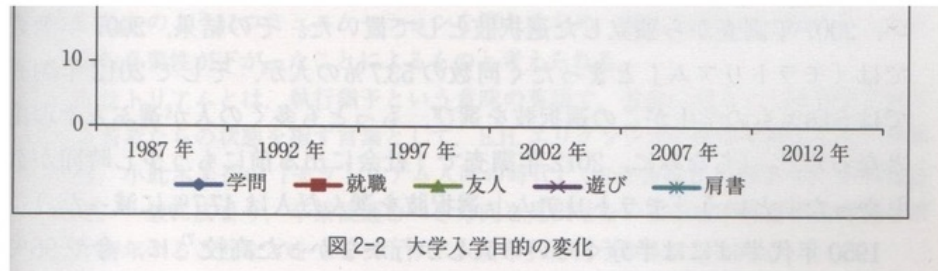 10
0
1987 年 1992 年 1997 年 2002 年 2007 年 2012 年
学問 就職 友人 遊び 肩書
図 2-2 大学入学目的の変化